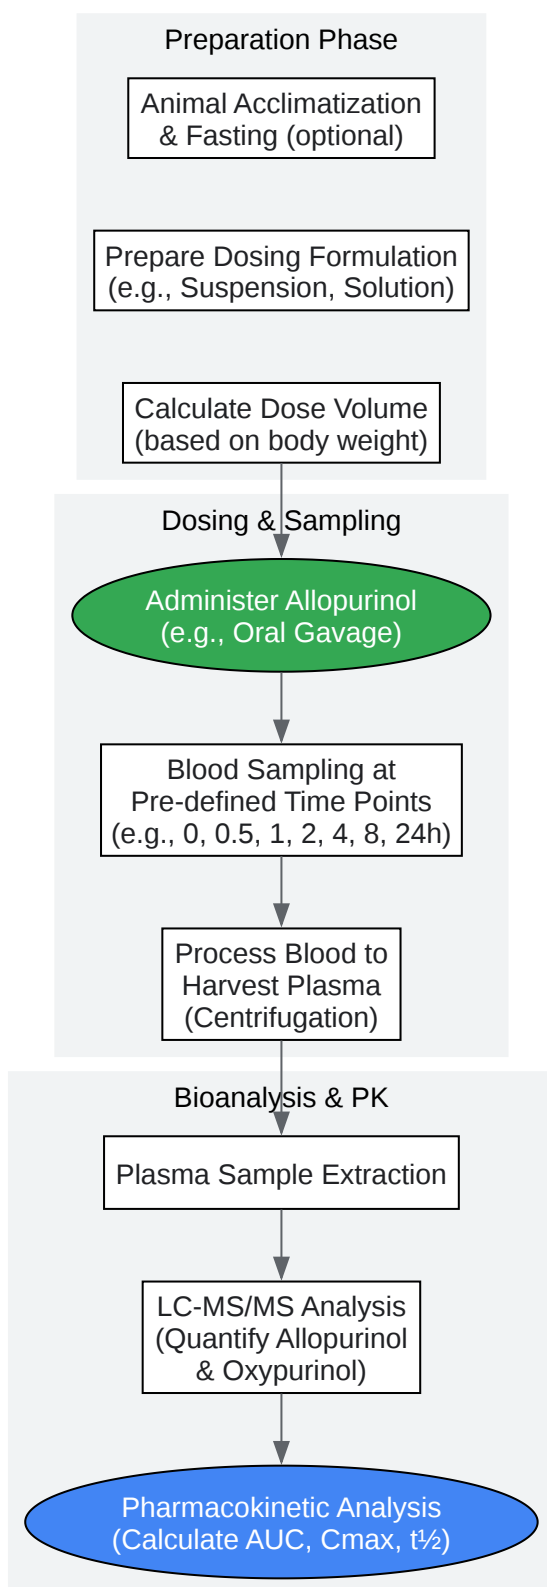 Preparation Phase
Animal Acclimatization
& Fasting (optional)
Prepare Dosing Formulation
(e.g., Suspension, Solution)
Calculate Dose Volume
(based on body weight)
Dosing & Sampling
Administer Allopurinol
(e.g., Oral Gavage)
Blood Sampling at
Pre-defined Time Points
(e.g., 0, 0.5, 1, 2, 4, 8, 24h)
Process Blood to
Harvest Plasma
(Centrifugation)
Bioanalysis & PK
Plasma Sample Extraction
LC-MS/MS Analysis
(Quantify Allopurinol
& Oxypurinol)
Pharmacokinetic Analysis
(Calculate AUC, Cmax, t½)